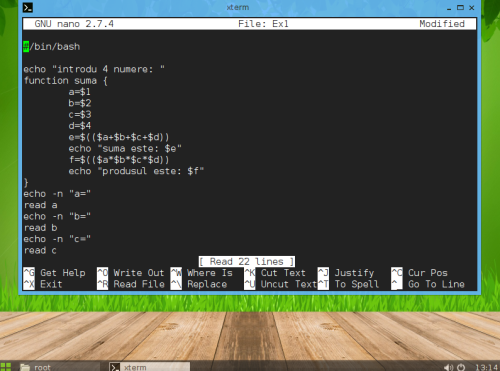 xterm
GNU nano 2.7.4 File: Ex1 Modified
#/bin/bash
echo "introdu 4 numere: "
function suma {
a=$1
b=$2
c=$3
d=$4
e=$(($a+$b+$c+$d))
echo "suma este: $e"
f=$(($a*$b*$c*$d))
echo "produsul este: $f"
}
echo -n "a="
read a
echo -n "b="
read b
echo -n "c="
read c
[ Read 22 lines ]
^G Get Help ^O Write Out ^W Where Is ^K Cut Text ^J Justify ^C Cur Pos
^X Exit ^R Read File ^\ Replace ^U Uncut Text ^T To Spell ^_ Go To Line
root xterm 13:14